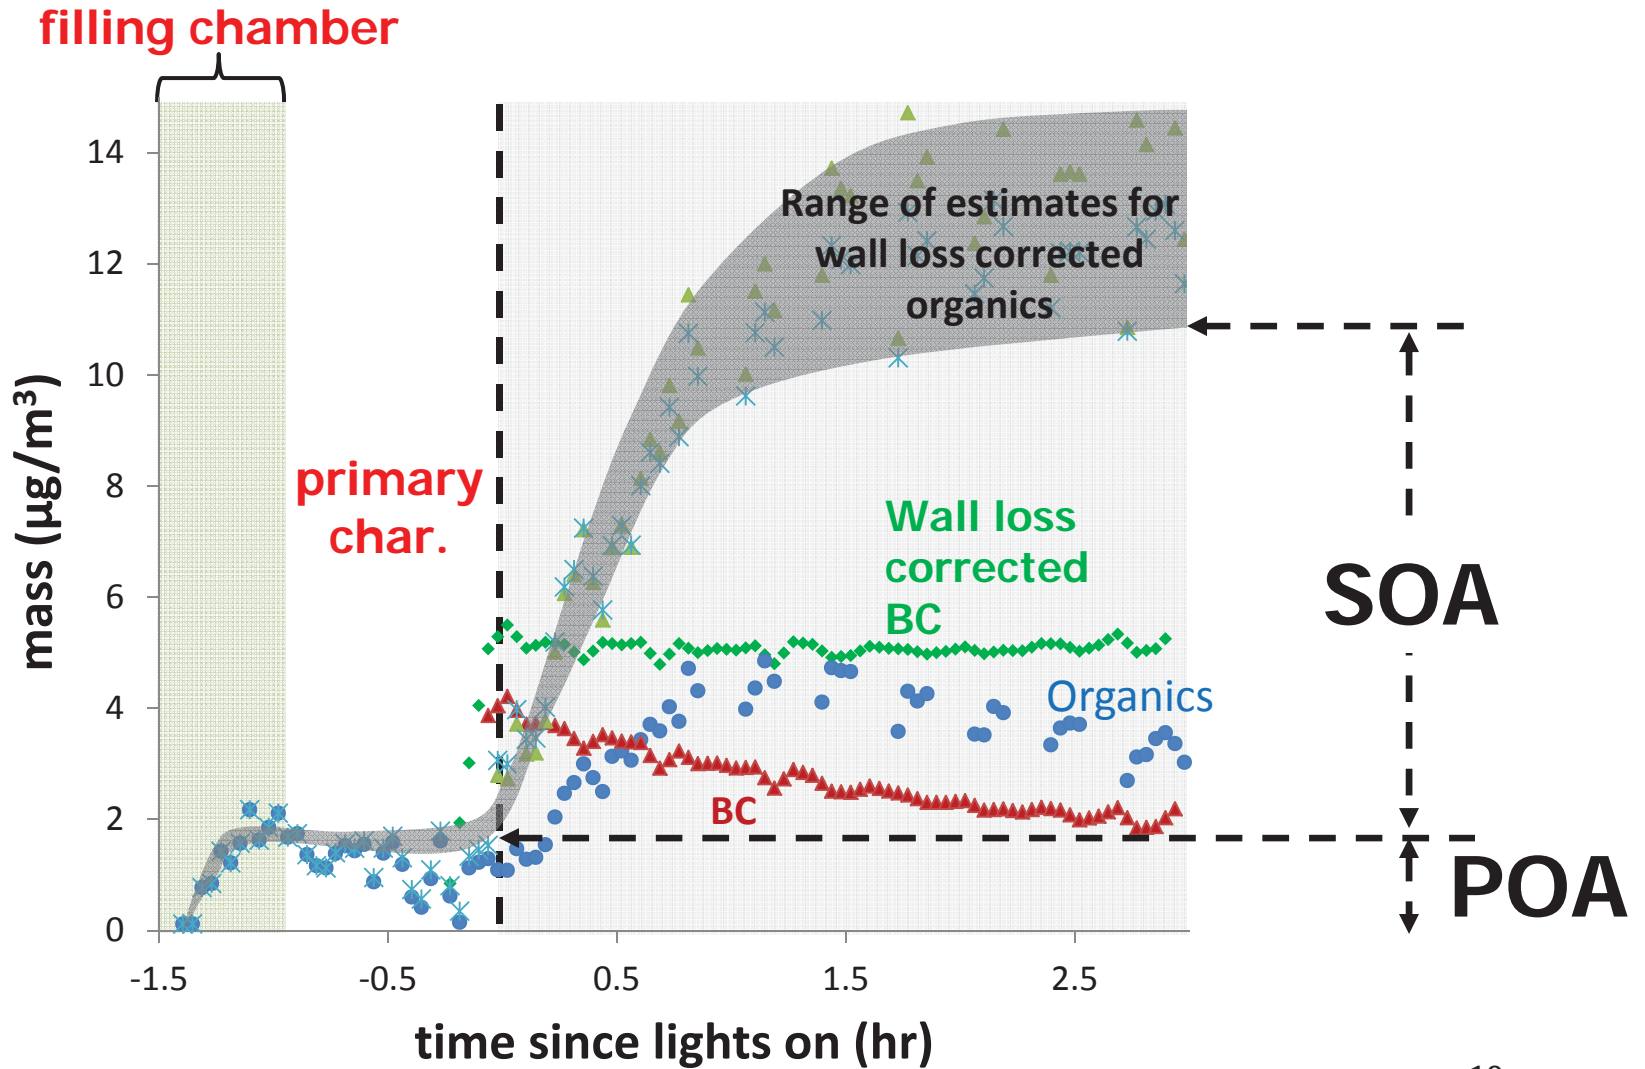 filling chamber
14
12
10
8
6
4
2
0
mass (µg/m³)
-1.5
-0.5
0.5
1.5
2.5
time since lights on (hr)
primary
char.
Range of estimates for
wall loss corrected
organics
Wall loss
corrected
BC
Organics
BC
SOA
POA